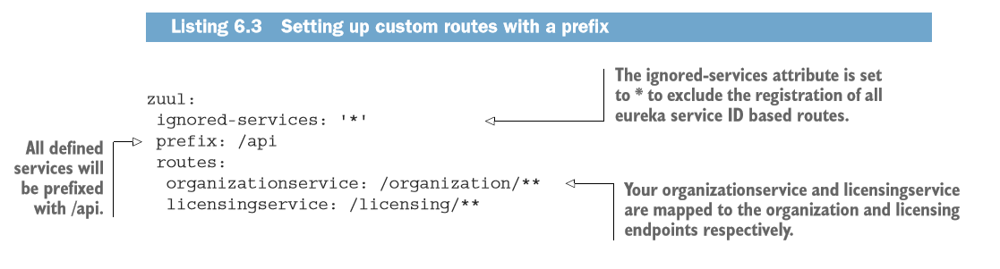 Listing 6.3 Setting up custom routes with a prefix
The ignored-services attribute is set
to * to exclude the registration of all
eureka service ID based routes.
zuul:
ignored-services: '*'
prefix: /api
routes:
organizationservice: /organization/**
licensingservice: /licensing/**
All defined
services will
be prefixed
with /api.
Your organizationservice and licensingservice
are mapped to the organization and licensing
endpoints respectively.